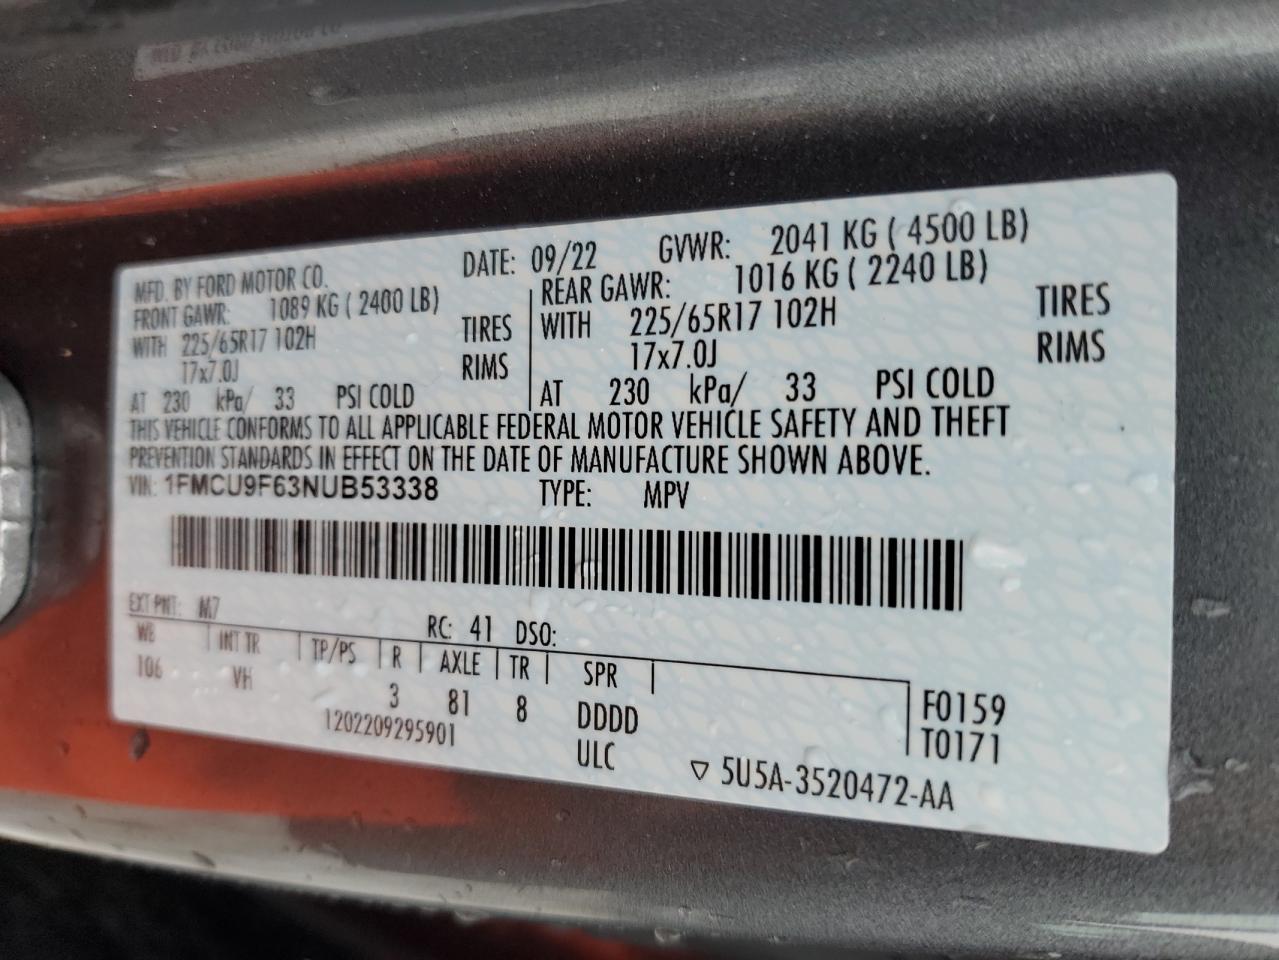 MFD. BY FORD MOTOR CO.
DATE: 09/22
GVWR: 2041 KG ( 4500 LB)
FRONT GAWR: 1089 KG ( 2400 LB)
WITH 225/65R17 102H TIRES
17x7.0J RIMS
AT 230 kPa/ 33 PSI COLD
REAR GAWR: 1016 KG ( 2240 LB)
WITH 225/65R17 102H TIRES
17x7.0J RIMS
AT 230 kPa/ 33 PSI COLD
THIS VEHICLE CONFORMS TO ALL APPLICABLE FEDERAL MOTOR VEHICLE SAFETY AND THEFT
PREVENTION STANDARDS IN EFFECT ON THE DATE OF MANUFACTURE SHOWN ABOVE.
VIN: 1FMCU9F63NUB53338 TYPE: MPV
EXT PNT: M7 RC: 41 DSO:
WB INT TR TP/PS R AXLE TR SPR
106 VH 3 81 8 DDDD
F0159
T0171
1202209295901 ULC
▽ 5U5A-3520472-AA